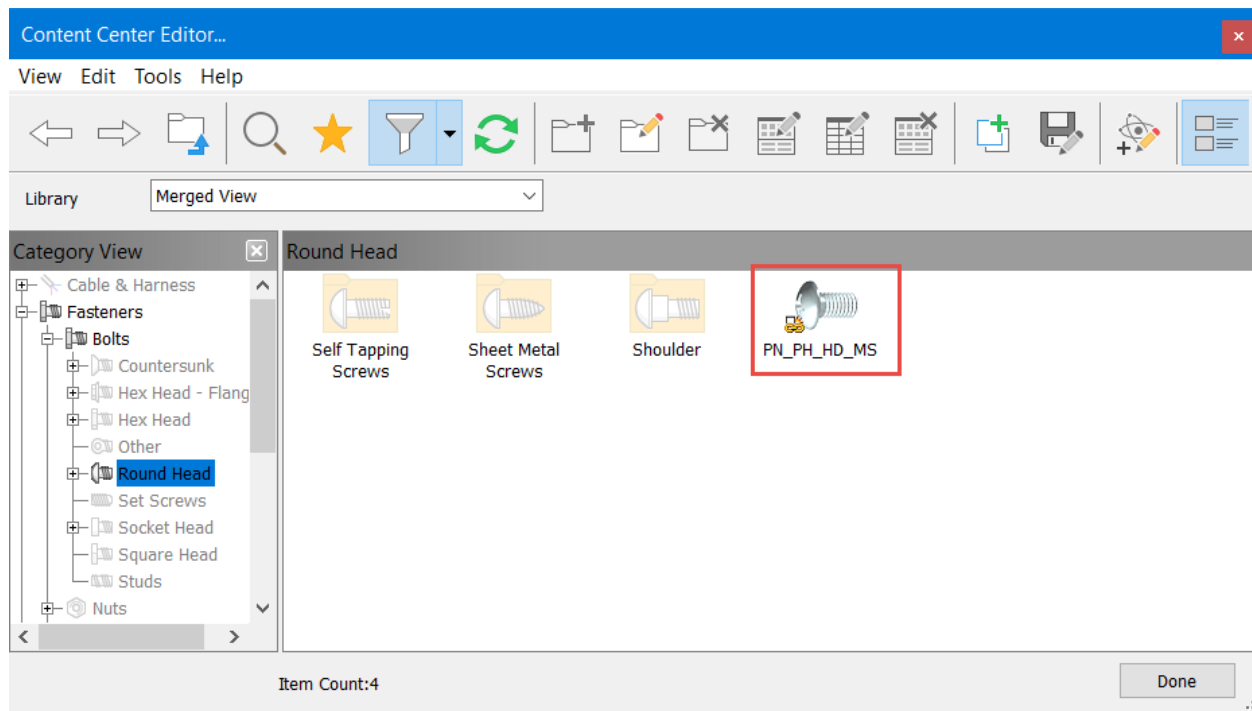 Content Center Editor...
View Edit Tools Help
Library Merged View
Category View
Cable & Harness
Fasteners
Bolts
Countersunk
Hex Head - Flang
Hex Head
Other
Round Head
Set Screws
Socket Head
Square Head
Studs
Nuts
Round Head
Self Tapping
Screws
Sheet Metal
Screws
Shoulder
PN_PH_HD_MS
Item Count:4
Done